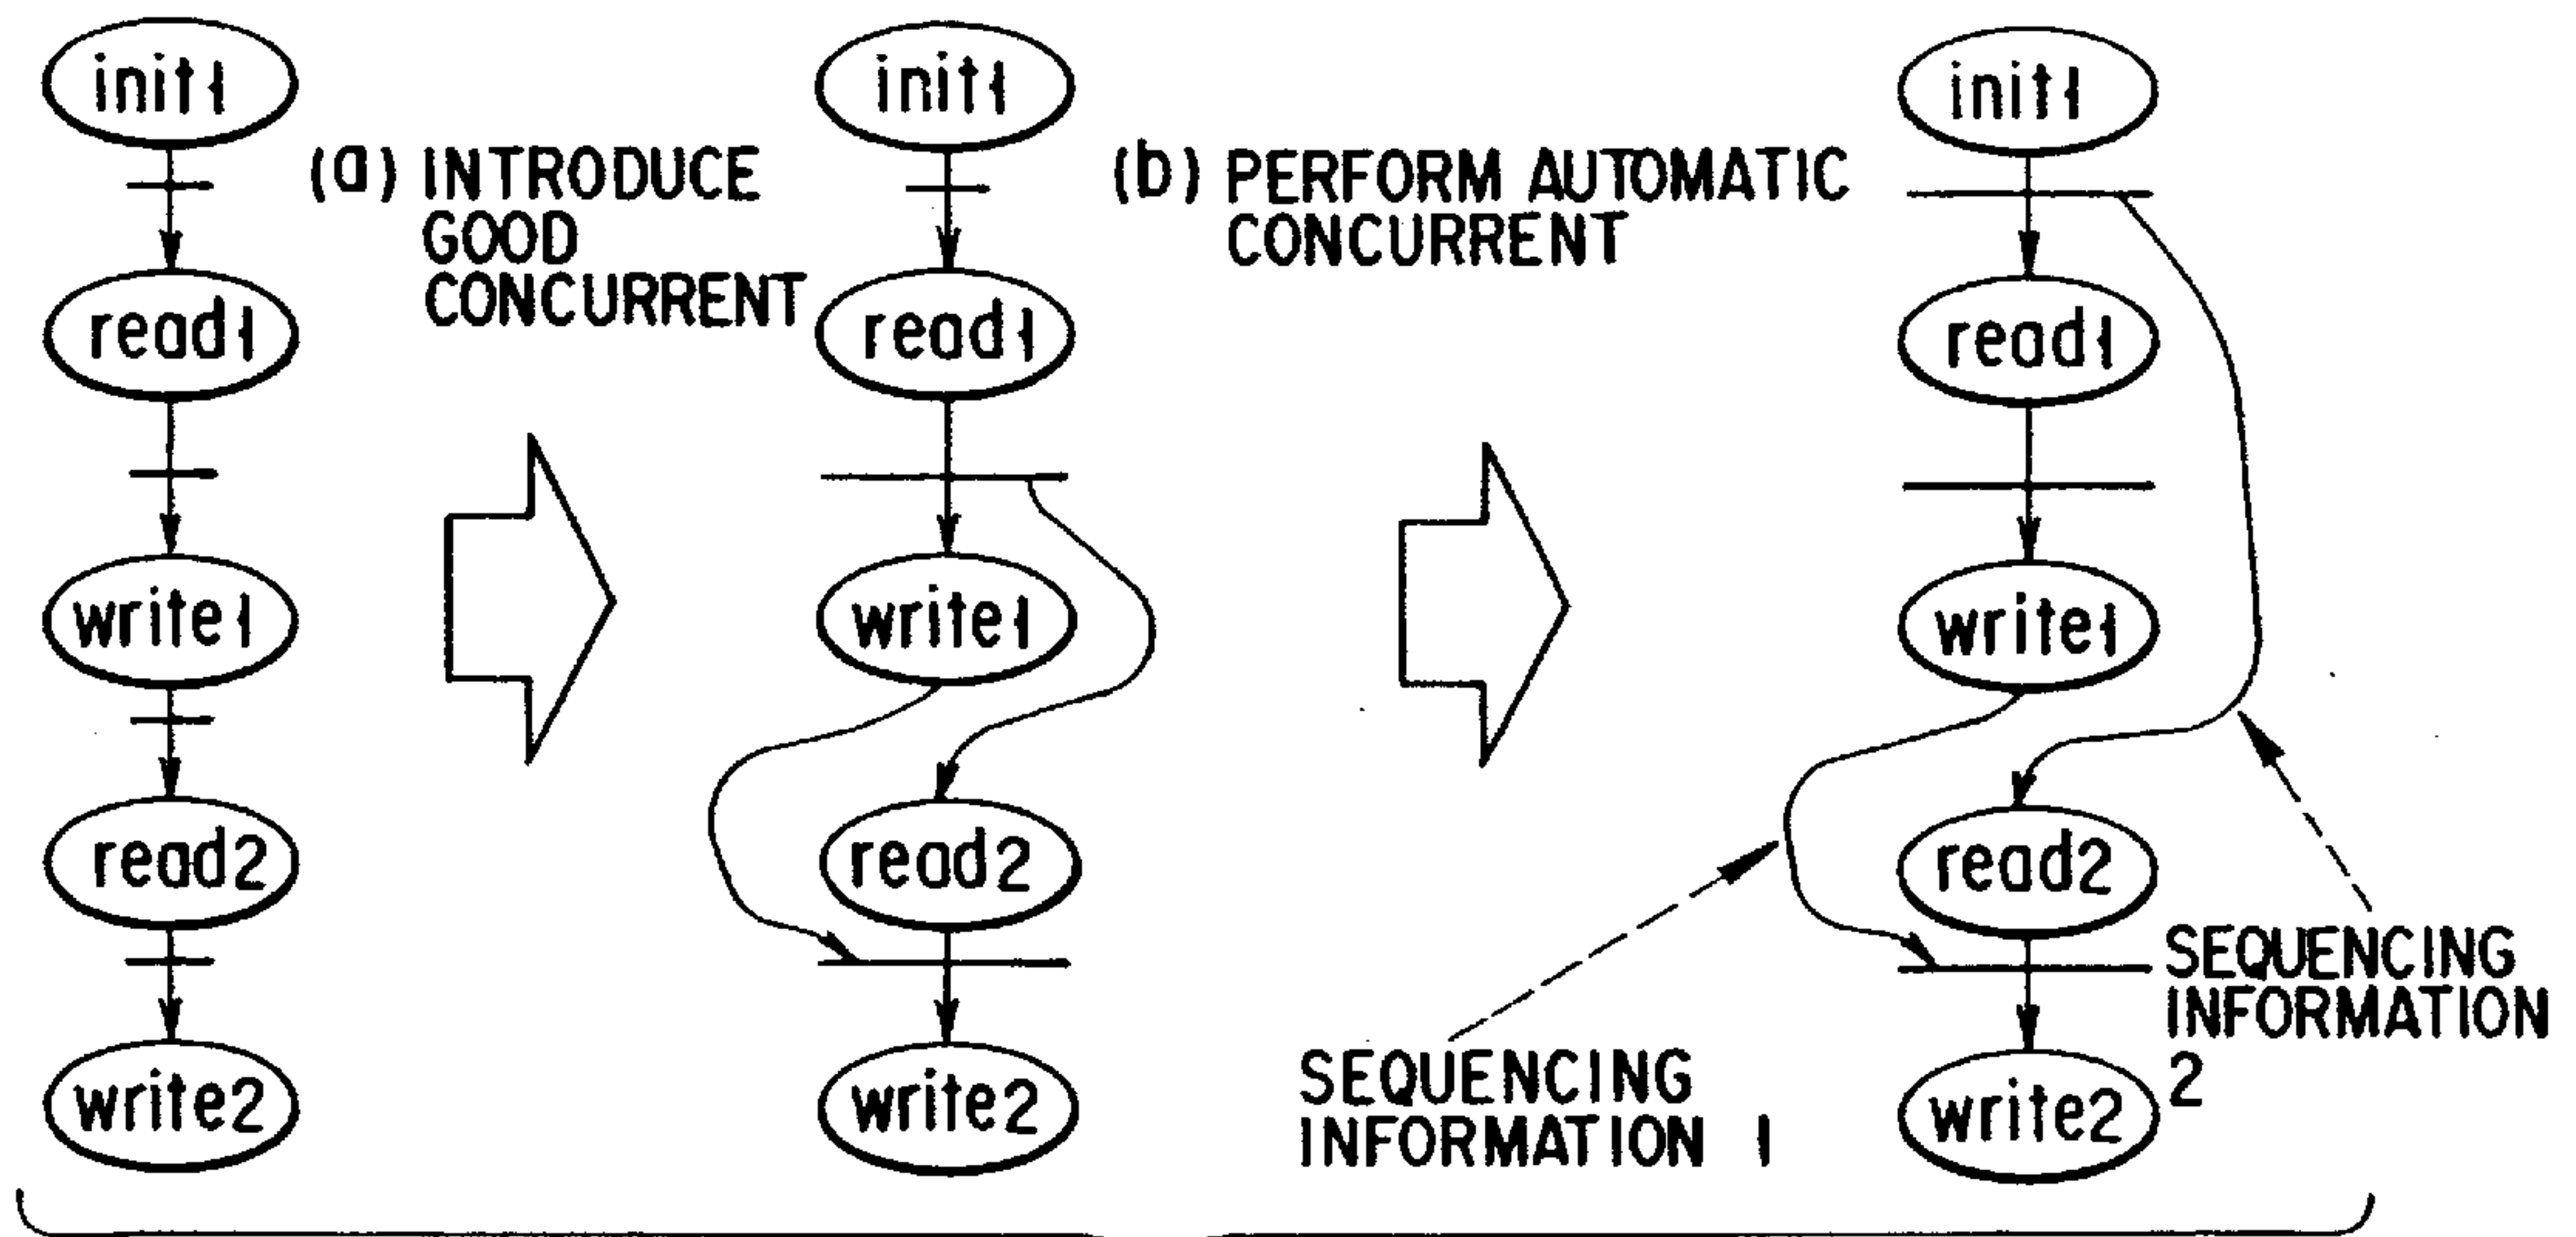 init1
read1
write1
read2
write2
(a) INTRODUCE
GOOD
CONCURRENT
init1
read1
write1
read2
write2
(b) PERFORM AUTOMATIC
CONCURRENT
init1
read1
write1
read2
write2
SEQUENCING
INFORMATION 1
SEQUENCING
INFORMATION
2